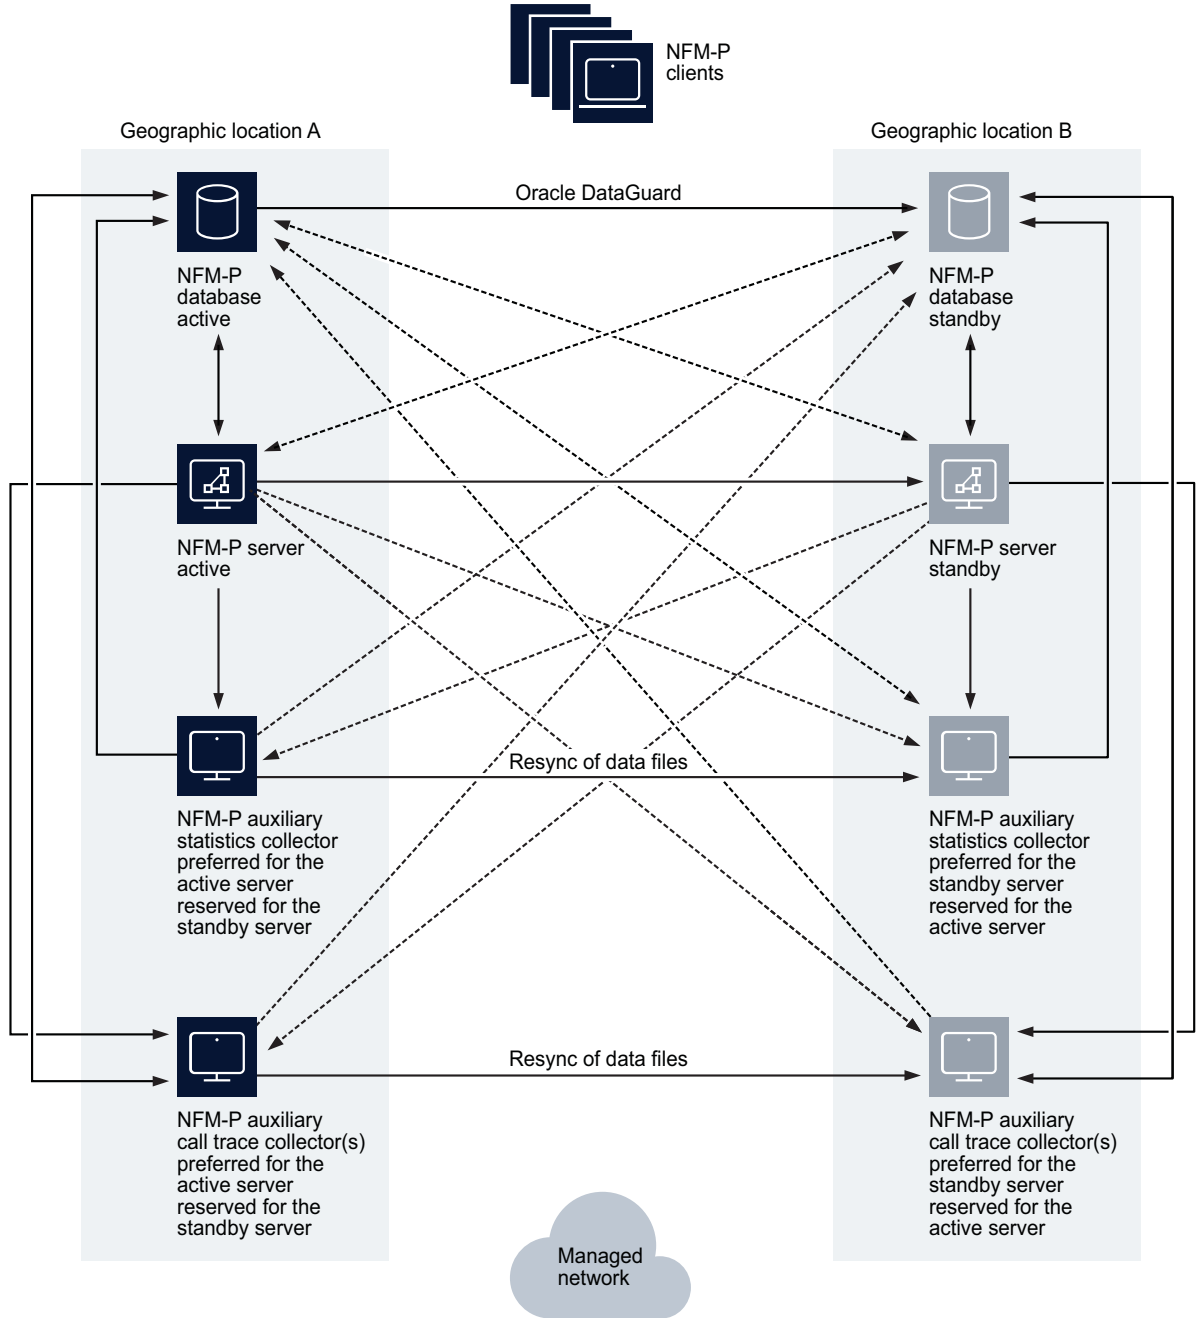 NFM-P
clients
Geographic location A
Geographic location B
Oracle DataGuard
NFM-P
database
active
NFM-P
database
standby
NFM-P server
active
NFM-P server
standby
Resync of data files
NFM-P auxiliary
statistics collector
preferred for the
active server
reserved for the
standby server
NFM-P auxiliary
statistics collector
preferred for the
standby server
reserved for the
active server
Resync of data files
NFM-P auxiliary
call trace collector(s)
preferred for the
active server
reserved for the
standby server
NFM-P auxiliary
call trace collector(s)
preferred for the
standby server
reserved for the
active server
Managed
network